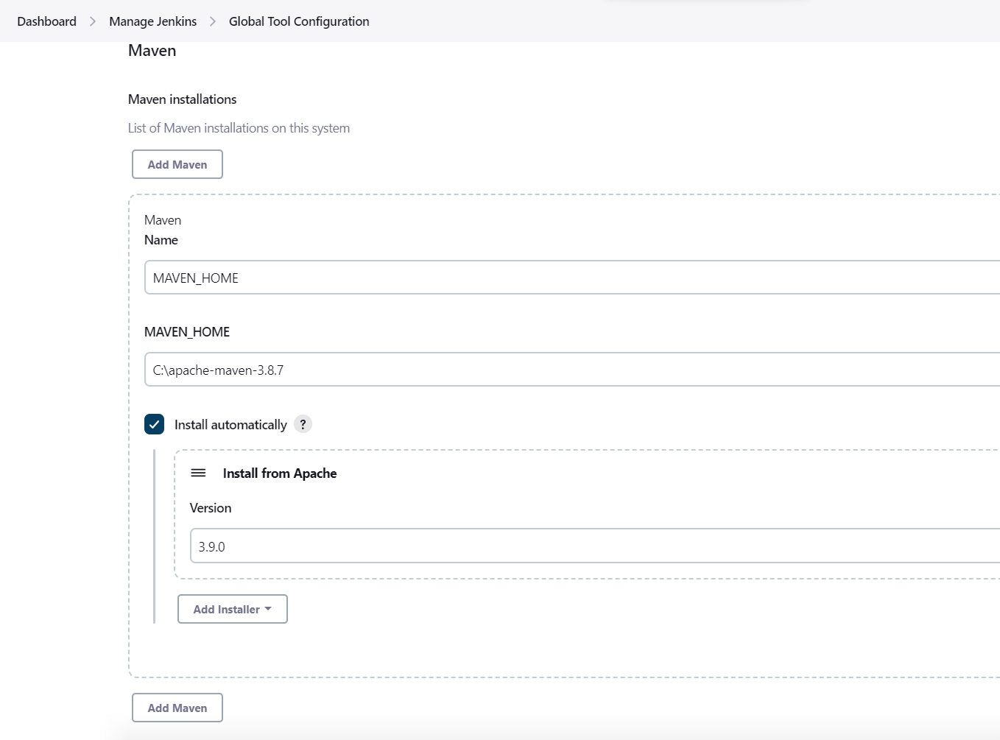 Dashboard > Manage Jenkins > Global Tool Configuration
Maven
Maven installations
List of Maven installations on this system
Add Maven
Maven
Name
MAVEN_HOME
MAVEN_HOME
C:\apache-maven-3.8.7
Install automatically ?
Install from Apache
Version
3.9.0
Add Installer
Add Maven